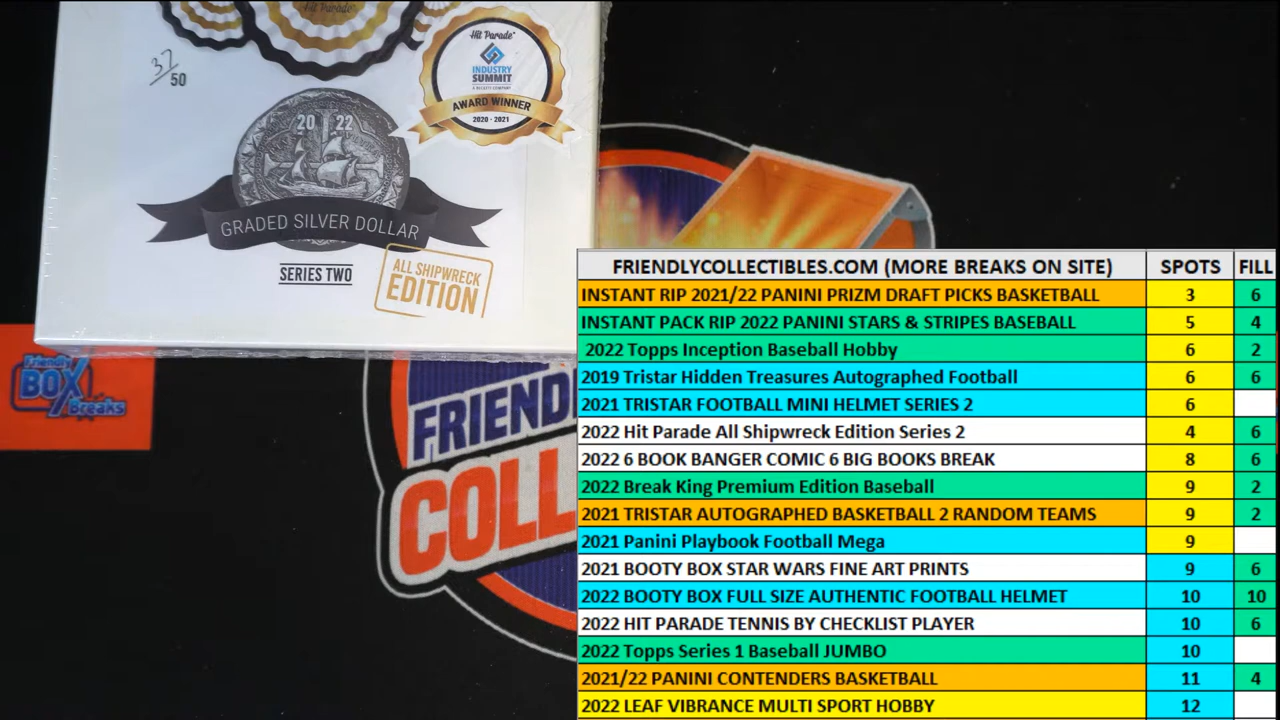 Hit Parade
37/50
Hit Parade
INDUSTRY
SUMMIT
A BECKETT COMPANY
AWARD WINNER
2020 - 2021
20 22
GRADED SILVER DOLLAR
SERIES TWO
ALL SHIPWRECK
EDITION
Friendly
BOX
Breaks
FRIEND
COLL
FRIENDLYCOLLECTIBLES.COM (MORE BREAKS ON SITE) SPOTS FILL
INSTANT RIP 2021/22 PANINI PRIZM DRAFT PICKS BASKETBALL 3 6
INSTANT PACK RIP 2022 PANINI STARS & STRIPES BASEBALL 5 4
2022 Topps Inception Baseball Hobby 6 2
2019 Tristar Hidden Treasures Autographed Football 6 6
2021 TRISTAR FOOTBALL MINI HELMET SERIES 2 6
2022 Hit Parade All Shipwreck Edition Series 2 4 6
2022 6 BOOK BANGER COMIC 6 BIG BOOKS BREAK 8 6
2022 Break King Premium Edition Baseball 9 2
2021 TRISTAR AUTOGRAPHED BASKETBALL 2 RANDOM TEAMS 9 2
2021 Panini Playbook Football Mega 9
2021 BOOTY BOX STAR WARS FINE ART PRINTS 9 6
2022 BOOTY BOX FULL SIZE AUTHENTIC FOOTBALL HELMET 10 10
2022 HIT PARADE TENNIS BY CHECKLIST PLAYER 10 6
2022 Topps Series 1 Baseball JUMBO 10
2021/22 PANINI CONTENDERS BASKETBALL 11 4
2022 LEAF VIBRANCE MULTI SPORT HOBBY 12